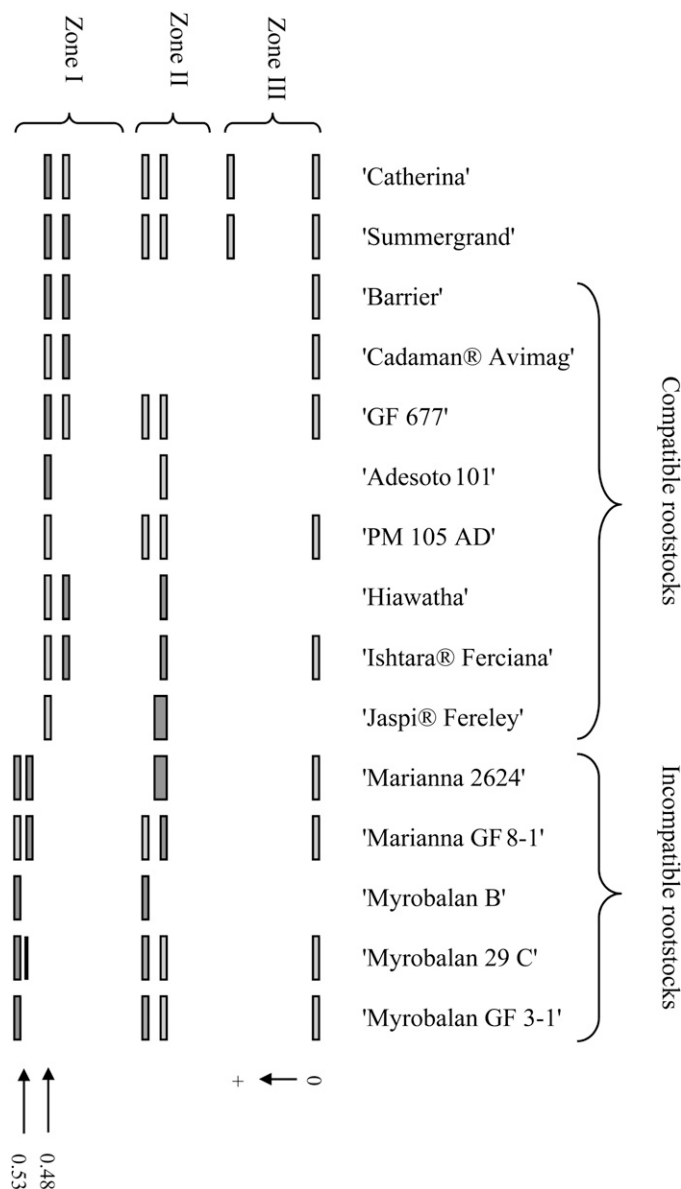 Zone I
Zone II
Zone III
'Catherina'
'Summergrand'
'Barrier'
'Cadaman® Avimag'
'GF 677'
'Adesoto 101'
'PM 105 AD'
'Hiawatha'
'Ishtara® Ferciana'
'Jaspi® Fereley'
'Marianna 2624'
'Marianna GF 8-1'
'Myrobalan B'
'Myrobalan 29 C'
'Myrobalan GF 3-1'
Compatible rootstocks
Incompatible rootstocks
+
0
0.53
0.48